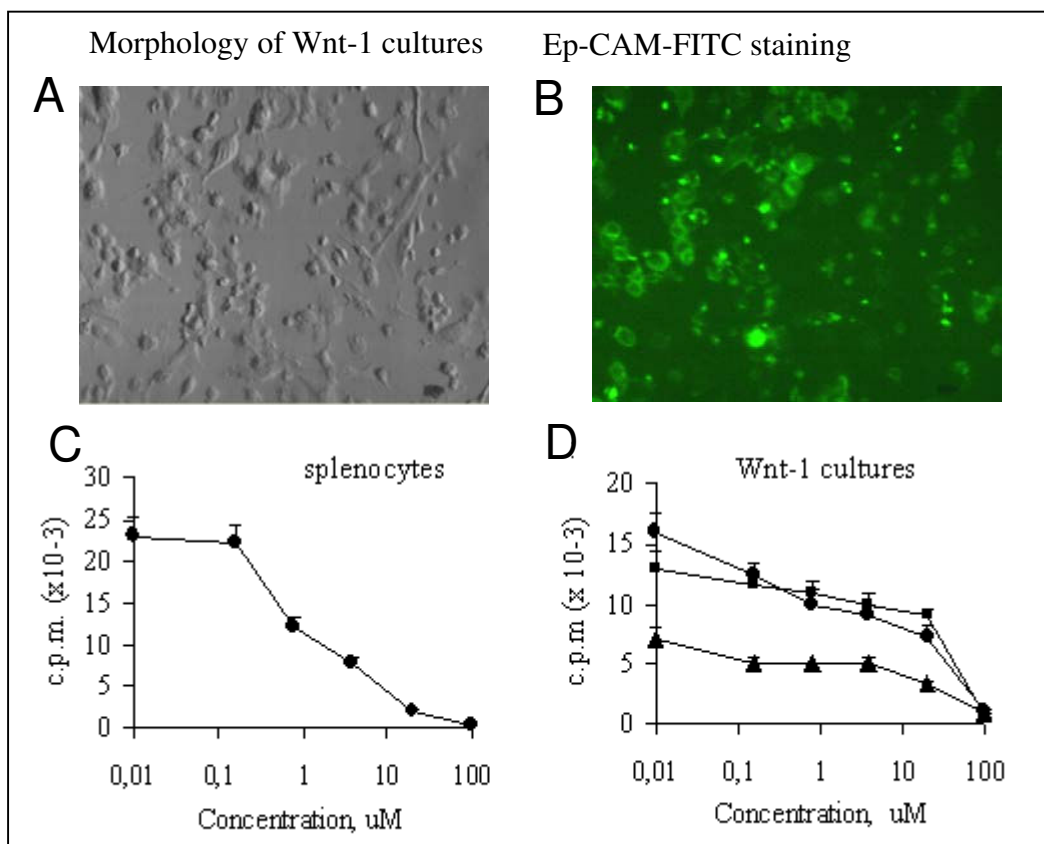 Morphology of Wnt-1 cultures
Ep-CAM-FITC staining
A
B
C
splenocytes
30
25
20
15
10
5
0
c.p.m. (x10-3)
0,01 0,1 1 10 100
Concentration, uM
D
Wnt-1 cultures
20
15
10
5
0
c.p.m (x 10-3)
0,01 0,1 1 10 100
Concentration, uM